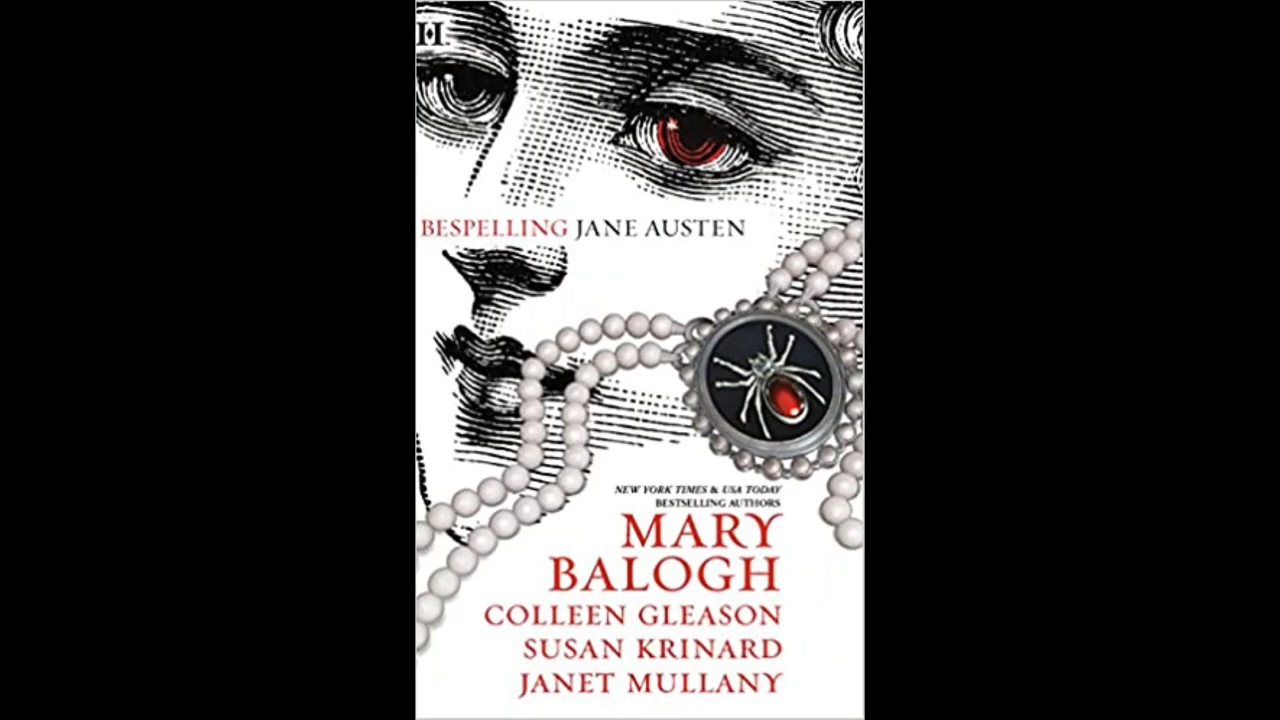 H
BESPELLING JANE AUSTEN
NEW YORK TIMES & USA TODAY
BESTSELLING AUTHORS
MARY
BALOGH
COLLEEN GLEASON
SUSAN KRINARD
JANET MULLANY